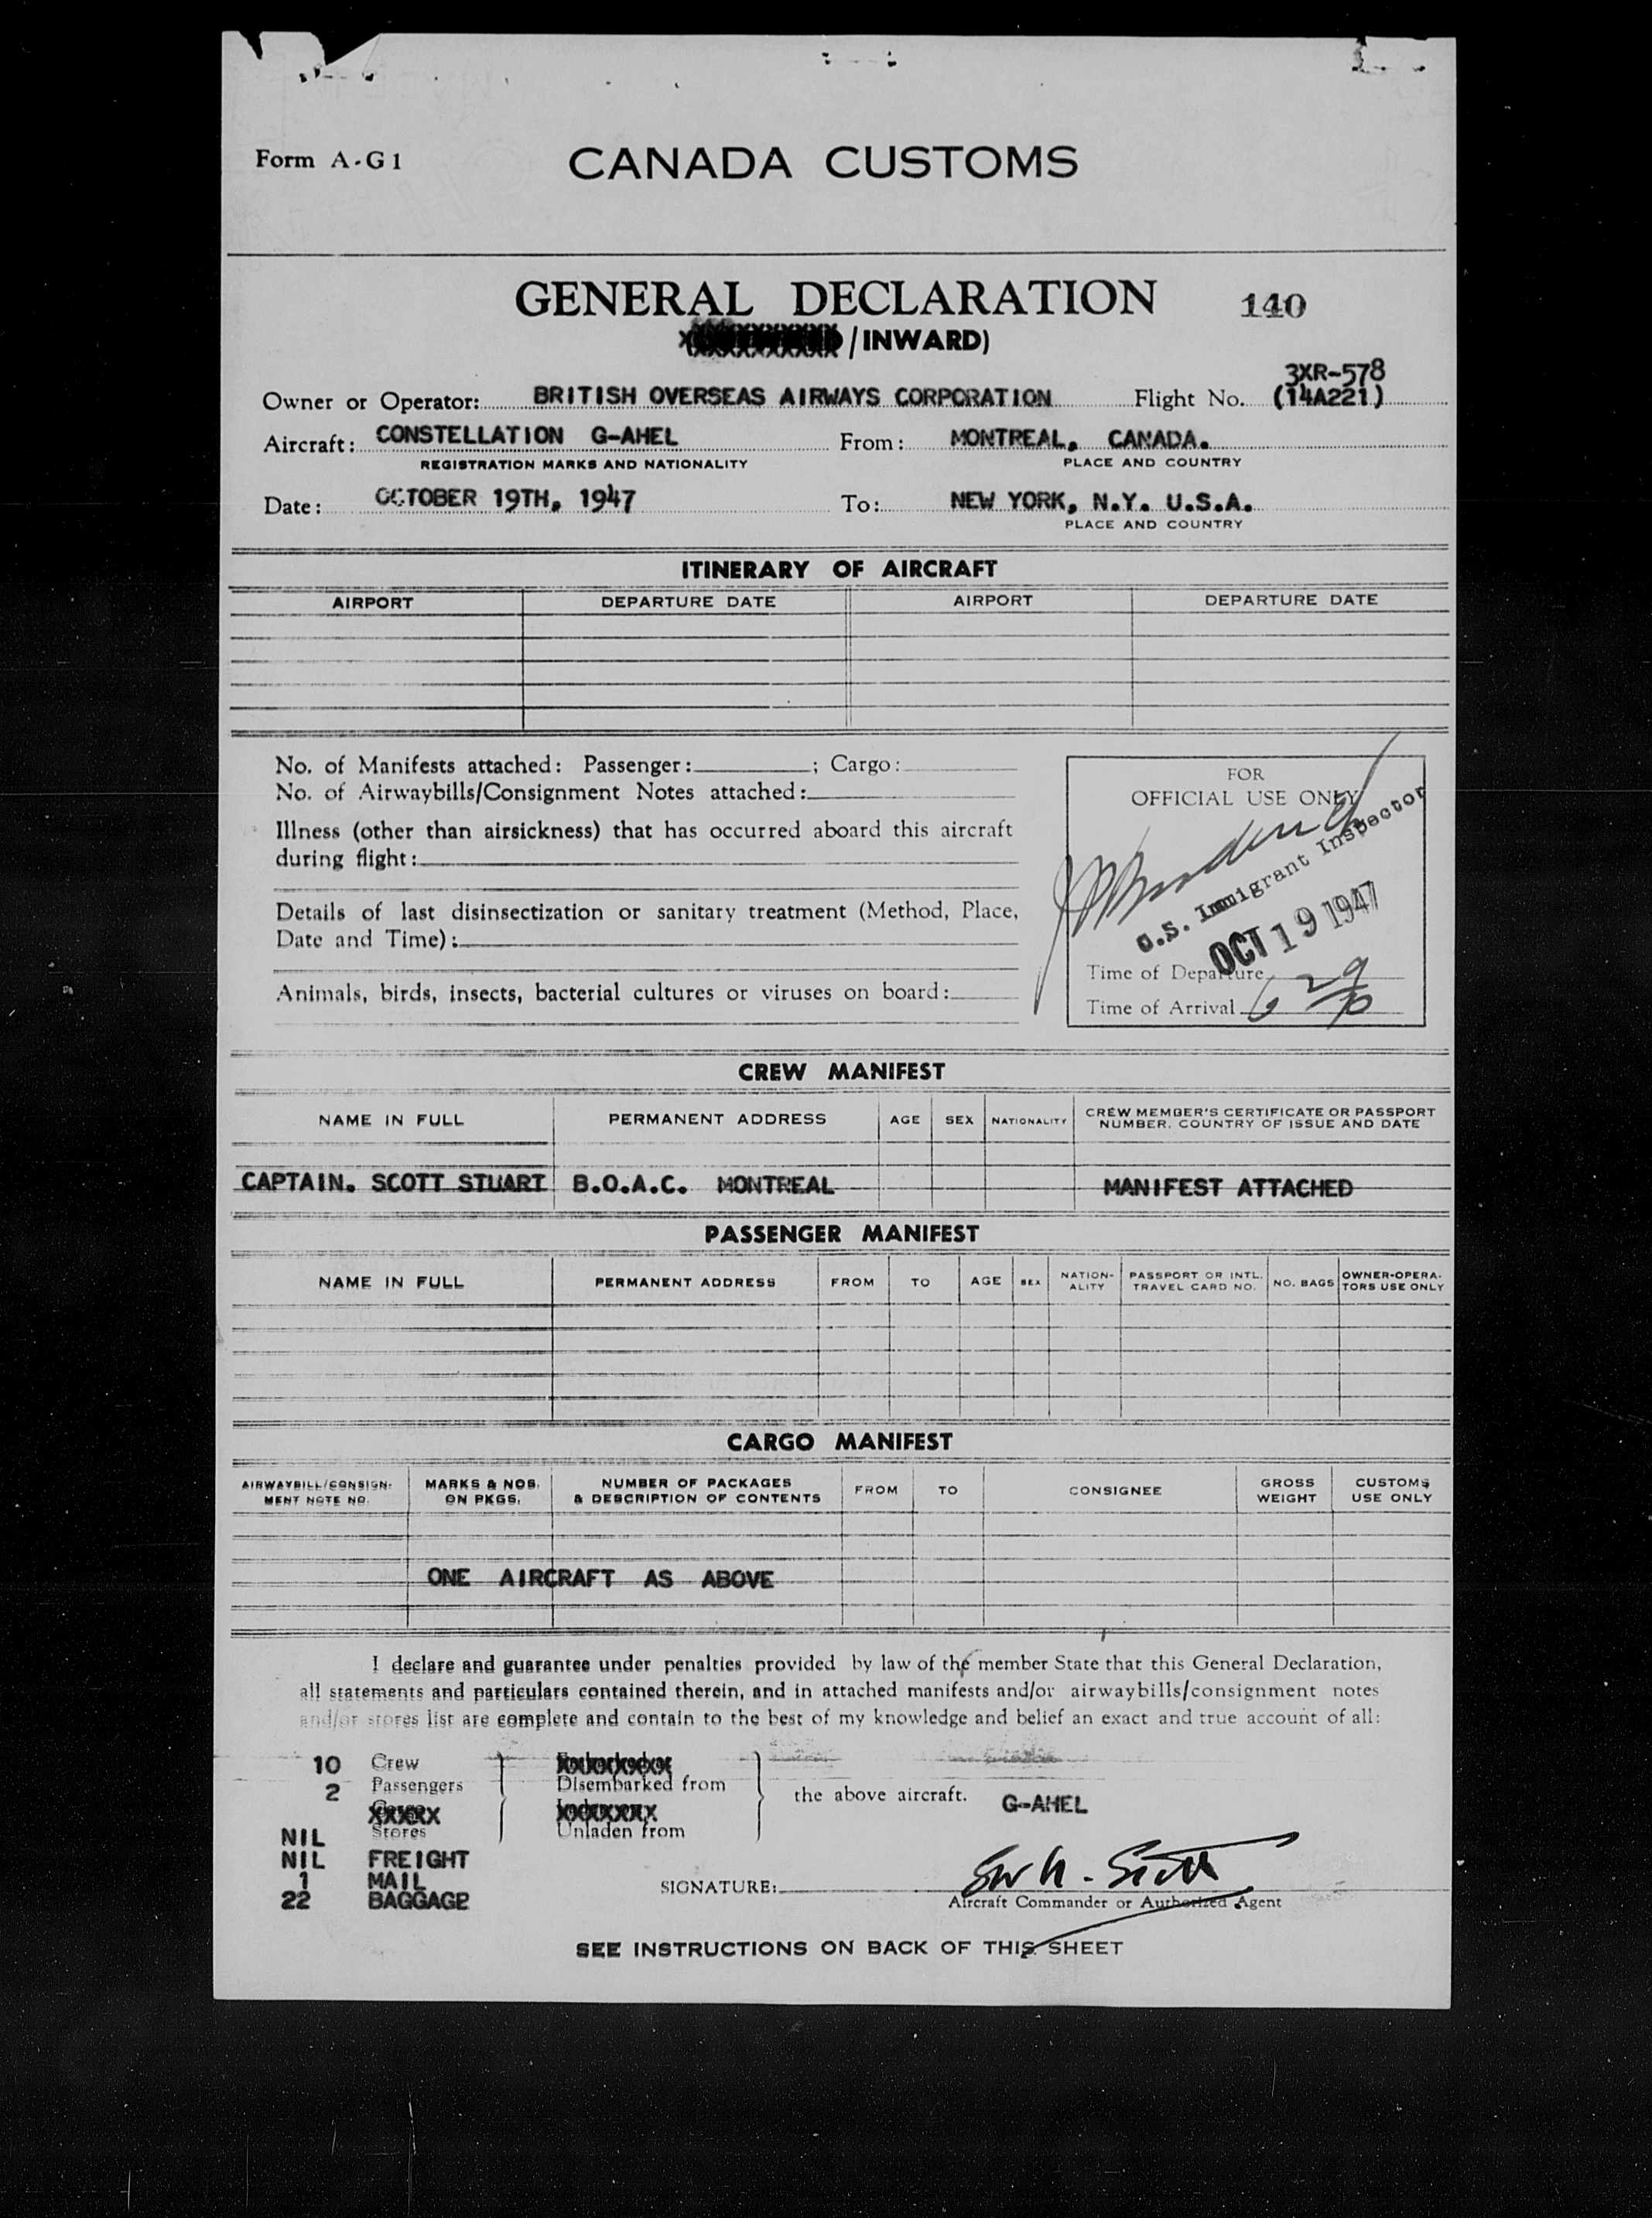 Form A-G1
CANADA CUSTOMS
GENERAL DECLARATION
140
/ INWARD)
3XR-578
Owner or Operator: BRITISH OVERSEAS AIRWAYS CORPORATION Flight No. (14A221)
Aircraft: CONSTELLATION G-AHEL From: MONTREAL, CANADA.
REGISTRATION MARKS AND NATIONALITY PLACE AND COUNTRY
Date: OCTOBER 19TH, 1947 To: NEW YORK, N.Y. U.S.A.
PLACE AND COUNTRY
ITINERARY OF AIRCRAFT
AIRPORT DEPARTURE DATE AIRPORT DEPARTURE DATE
No. of Manifests attached: Passenger: ; Cargo:
No. of Airwaybills/Consignment Notes attached:
Illness (other than airsickness) that has occurred aboard this aircraft
during flight:
Details of last disinsectization or sanitary treatment (Method, Place,
Date and Time):
Animals, birds, insects, bacterial cultures or viruses on board:
FOR
OFFICIAL USE ONLY
U.S. Immigrant Inspector
OCT 19 1947
Time of Departure
Time of Arrival 6 29
CREW MANIFEST
NAME IN FULL PERMANENT ADDRESS AGE SEX NATIONALITY CREW MEMBER'S CERTIFICATE OR PASSPORT
NUMBER. COUNTRY OF ISSUE AND DATE
CAPTAIN. SCOTT STUART B.O.A.C. MONTREAL MANIFEST ATTACHED
PASSENGER MANIFEST
NAME IN FULL PERMANENT ADDRESS FROM TO AGE SEX NATION- PASSPORT OR INTL. NO. BAGS OWNER-OPERA-
ALITY TRAVEL CARD NO. TORS USE ONLY
CARGO MANIFEST
AIRWAYBILL/CONSIGN- MARKS & NOS. NUMBER OF PACKAGES FROM TO CONSIGNEE GROSS CUSTOMS
MENT NOTE NO. ON PKGS. & DESCRIPTION OF CONTENTS WEIGHT USE ONLY
ONE AIRCRAFT AS ABOVE
I declare and guarantee under penalties provided by law of the member State that this General Declaration,
all statements and particulars contained therein, and in attached manifests and/or airwaybills/consignment notes
and/or stores list are complete and contain to the best of my knowledge and belief an exact and true account of all:
10 Crew
2 Passengers Disembarked from
the above aircraft. G-AHEL
XXXXX
NIL Stores Unladen from
NIL FREIGHT
1 MAIL
22 BAGGAGE
SIGNATURE:
Aircraft Commander or Authorized Agent
SEE INSTRUCTIONS ON BACK OF THIS SHEET